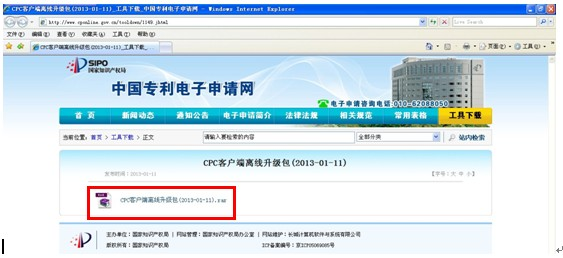 CPC客户端离线升级包(2013-01-11)_工具下载_中国专利电子申请网 - Windows Internet Explorer
http://www.cponline.gov.cn/tooldown/1149.jhtml
Live Search
文件(F) 编辑(E) 查看(V) 收藏夹(A) 工具(T) 帮助(H)
CPC客户端离线升级包(2013-01-11)_工具下载_...
页面(P) 工具(O)
SIPO
国家知识产权局
中国专利电子申请网
电子申请咨询电话:010-62088050
首 页 新闻动态 通知公告 电子申请简介 法律法规 相关规范 常用表格 工具下载
当前位置: 首页 > 工具下载 > 正文 请输入要检索的内容 全部分类 站内检索
CPC客户端离线升级包(2013-01-11)
发布时间:2013-01-11 【字号:大 中 小】
CPC客户端离线升级包(2013-01-11).rar
主办单位:国家知识产权局 | 网站管理:国家知识产权局办公室 | 网站维护:长城计算机软件与系统有限公司
版权所有:国家知识产权局 ICP备案编号:京ICP05069085号